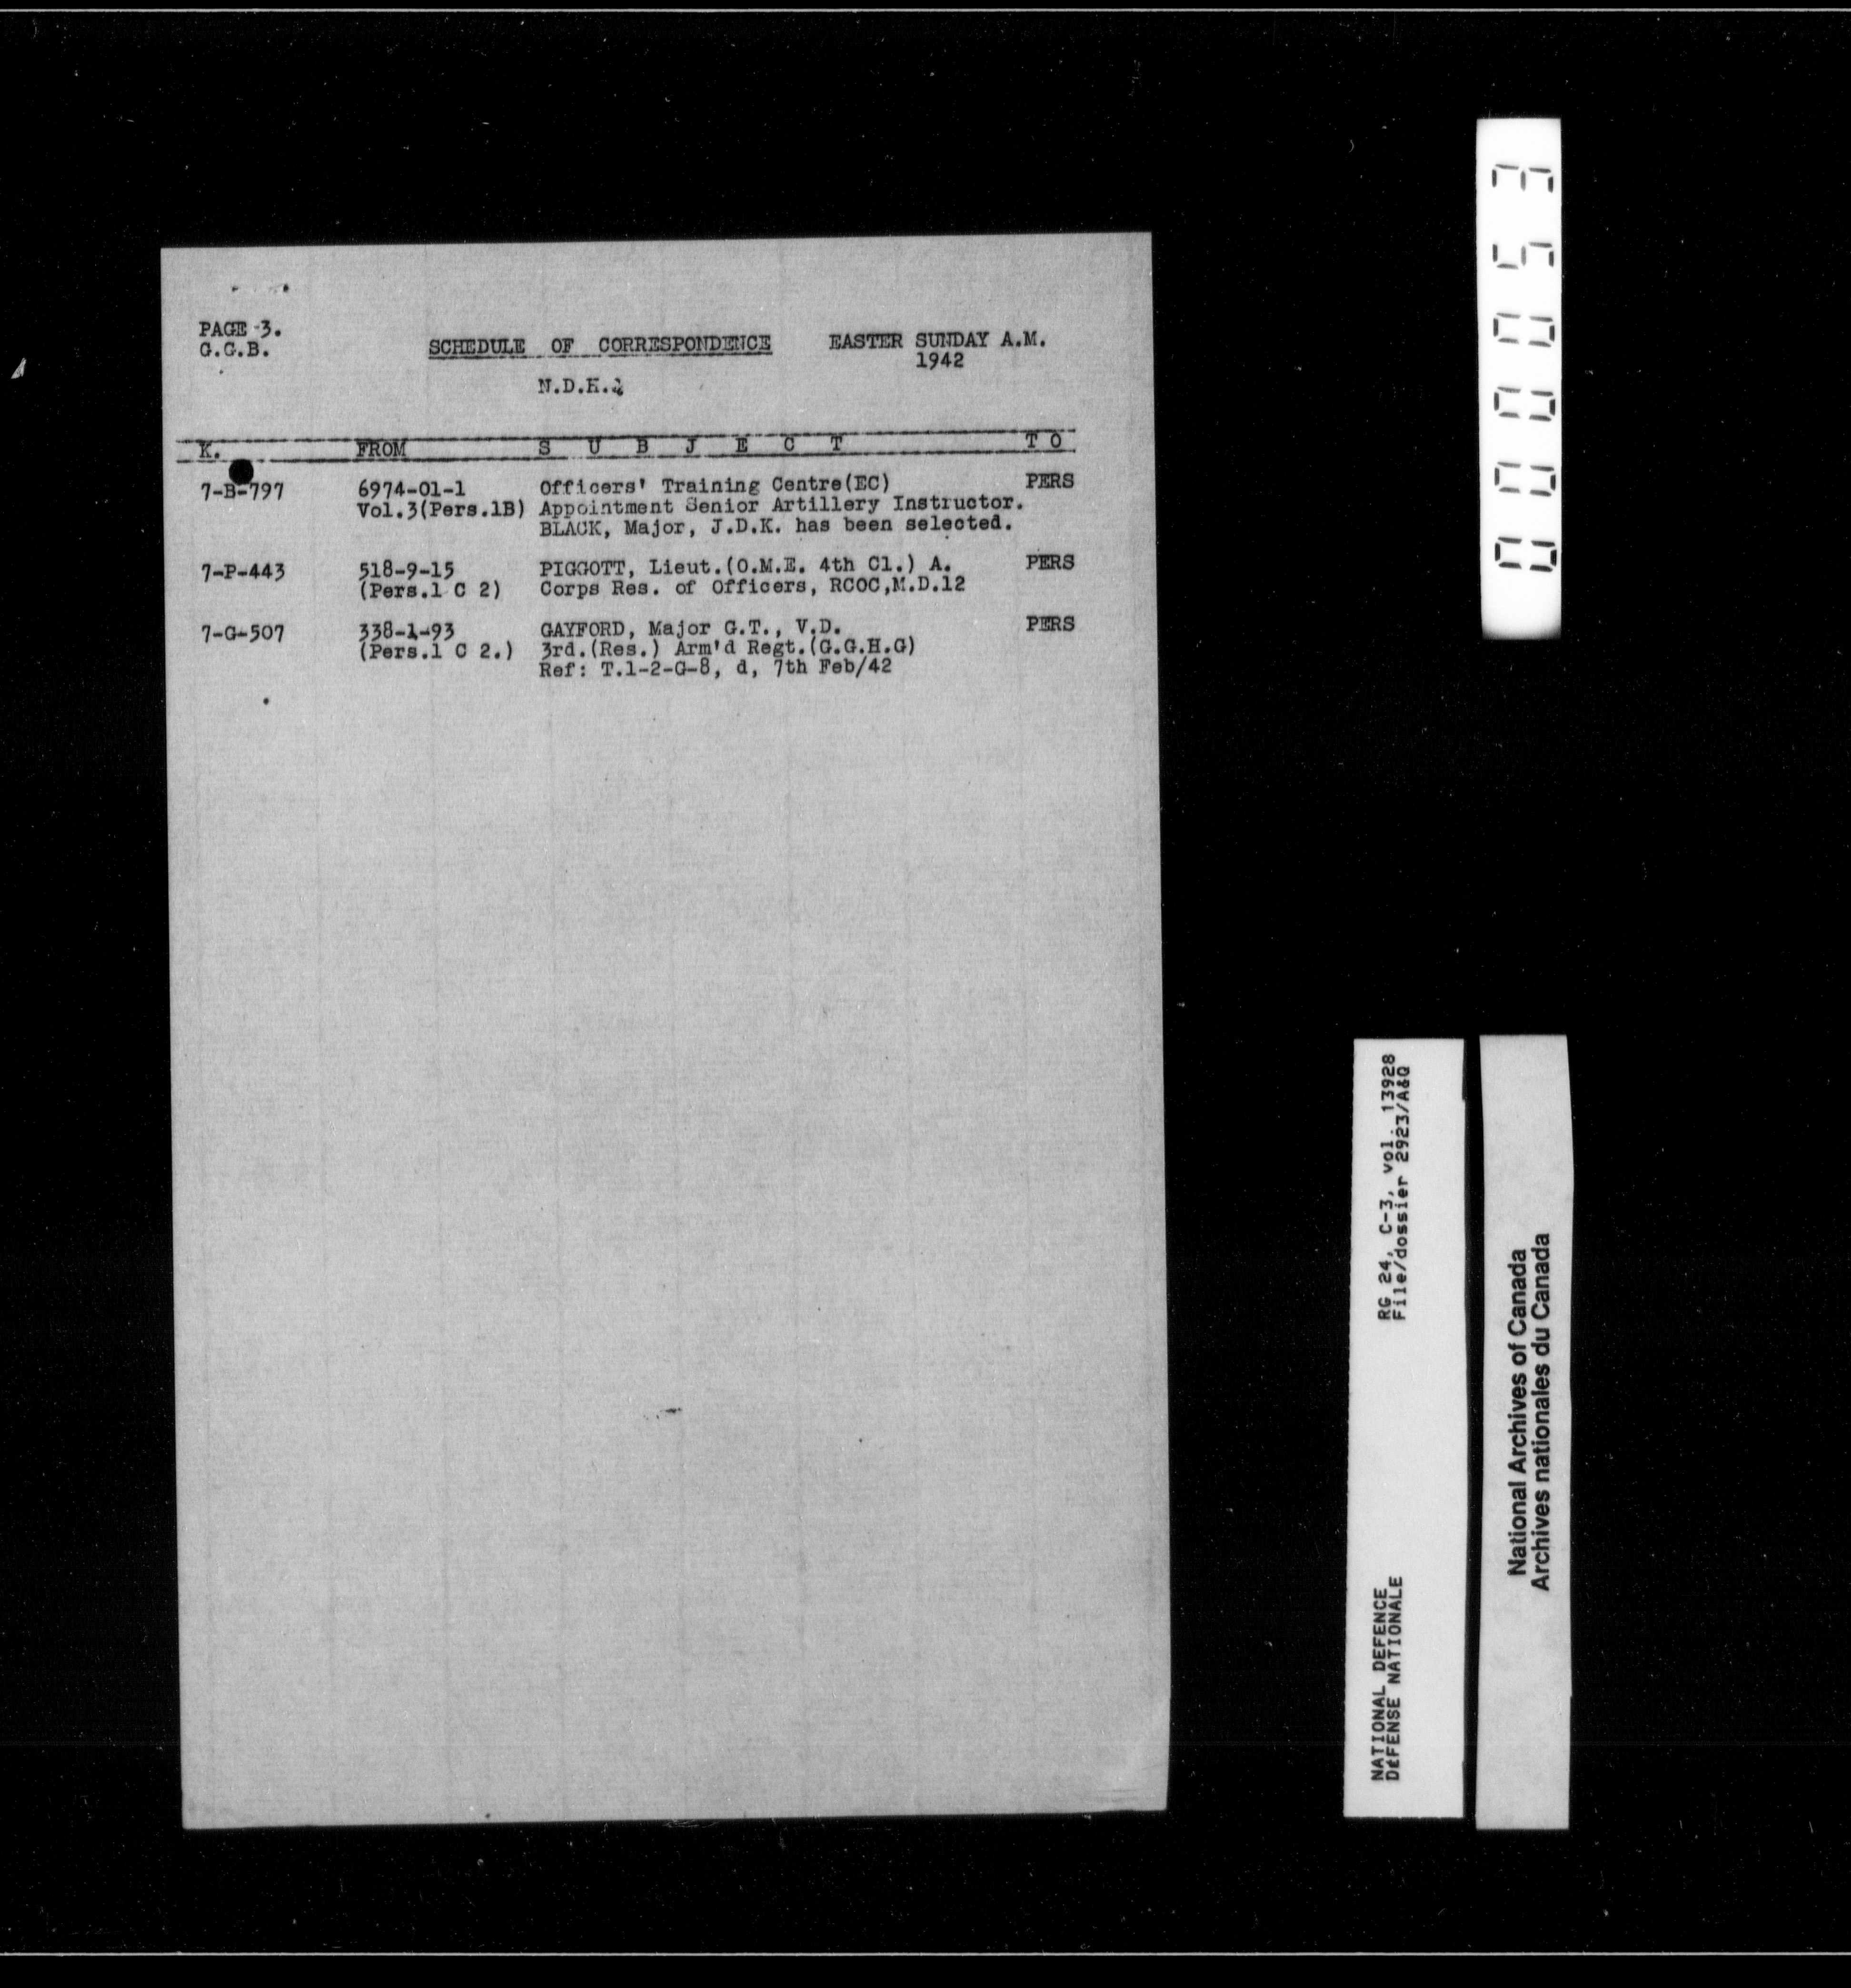 PAGE 3.
G.G.B.
SCHEDULE OF CORRESPONDENCE
EASTER SUNDAY A.M.
1942
N.D.H.Q
K. FROM S U B J E C T T O
7-B-797 6974-01-1 Officers' Training Centre(EC) PERS
Vol.3(Pers.1B) Appointment Senior Artillery Instructor.
BLACK, Major, J.D.K. has been selected.
7-P-443 518-9-15 PIGGOTT, Lieut.(O.M.E. 4th Cl.) A. PERS
(Pers.1 C 2) Corps Res. of Officers, RCOC,M.D.12
7-G-507 338-1-93 GAYFORD, Major G.T., V.D. PERS
(Pers.1 C 2.) 3rd.(Res.) Arm'd Regt.(G.G.H.G)
Ref: T.1-2-G-8, d, 7th Feb/42
000053
NATIONAL DEFENCE RG 24, C-3, vol. 13928
DéFENSE NATIONALE File/dossier 2923/A&Q
National Archives of Canada
Archives nationales du Canada